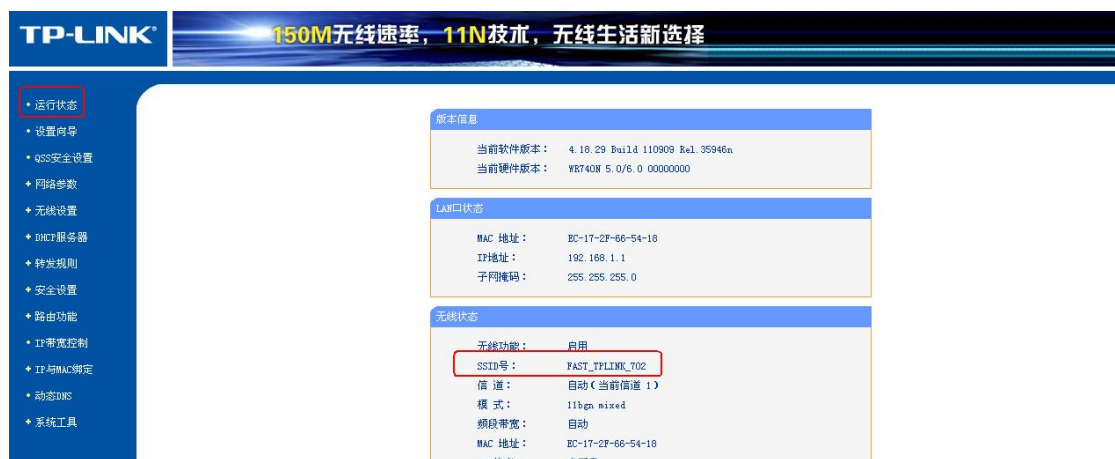 TP-LINK®
150M无线速率，11N技术，无线生活新选择
• 运行状态
• 设置向导
• QSS安全设置
+ 网络参数
+ 无线设置
+ DHCP服务器
+ 转发规则
+ 安全设置
+ 路由功能
• IP带宽控制
+ IP与MAC绑定
• 动态DNS
+ 系统工具
版本信息
当前软件版本： 4.18.29 Build 110909 Rel.35946n
当前硬件版本： WR740N 5.0/6.0 00000000
LAN口状态
MAC 地址： EC-17-2F-66-54-18
IP地址： 192.168.1.1
子网掩码： 255.255.255.0
无线状态
无线功能： 启用
SSID号： FAST_TPLINK_702
信 道： 自动(当前信道 1)
模 式： 11bgn mixed
频段带宽： 自动
MAC 地址： EC-17-2F-66-54-18